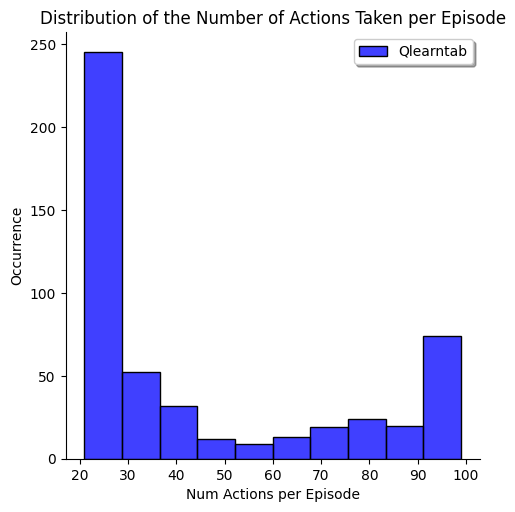 Distribution of the Number of Actions Taken per Episode
Qlearntab
250
200
150
100
50
0
Occurrence
20 30 40 50 60 70 80 90 100
Num Actions per Episode